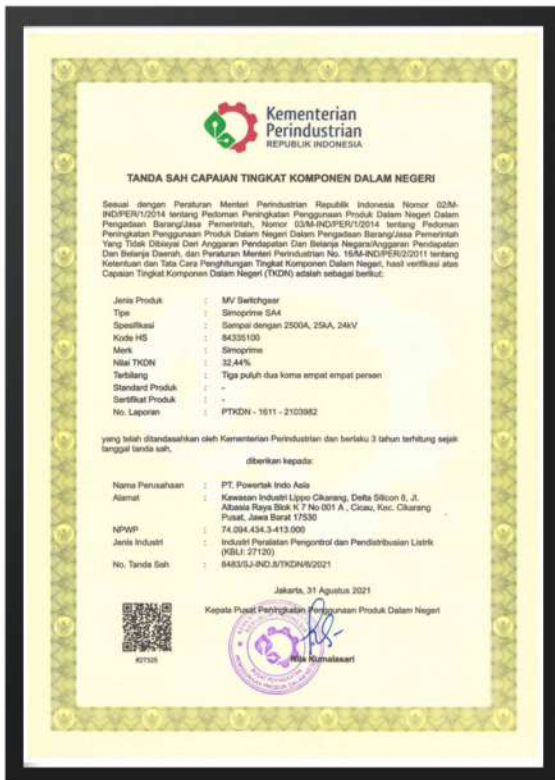 Kementerian
Perindustrian
REPUBLIK INDONESIA
TANDA SAH CAPAIAN TINGKAT KOMPONEN DALAM NEGERI
Sesuai dengan Peraturan Menteri Perindustrian Republik Indonesia Nomor 02/M-
IND/PER/1/2014 tentang Pedoman Peningkatan Penggunaan Produk Dalam Negeri Dalam
Pengadaan Barang/Jasa Pemerintah, Nomor 03/M-IND/PER/1/2014 tentang Pedoman
Peningkatan Penggunaan Produk Dalam Negeri Dalam Pengadaan Barang/Jasa Pemerintah
Yang Tidak Dibiayai Dari Anggaran Pendapatan Dan Belanja Negara/Anggaran Pendapatan
Dan Belanja Daerah, dan Peraturan Menteri Perindustrian No. 16/M-IND/PER/2/2011 tentang
Ketentuan dan Tata Cara Penghitungan Tingkat Komponen Dalam Negeri, hasil verifikasi atas
Capaian Tingkat Komponen Dalam Negeri (TKDN) adalah sebagai berikut:
Jenis Produk : MV Switchgear
Tipe : Simoprime SA4
Spesifikasi : Sampai dengan 2500A, 25kA, 24kV
Kode HS : 84335100
Merk : Simoprime
Nilai TKDN : 32,44%
Terbilang : Tiga puluh dua koma empat empat persen
Standard Produk : -
Sertifikat Produk : -
No. Laporan : PTKDN - 1611 - 2103982
yang telah ditandasahkan oleh Kementerian Perindustrian dan berlaku 3 tahun terhitung sejak
tanggal tanda sah,
diberikan kepada:
Nama Perusahaan : PT. Powertek Indo Asia
Alamat : Kawasan Industri Lippo Cikarang, Delta Silicon 8, Jl.
Albasia Raya Blok K 7 No 001 A , Cicau, Kec. Cikarang
Pusat, Jawa Barat 17530
NPWP : 74.094.434.3-413.000
Jenis Industri : Industri Peralatan Pengontrol dan Pendistribusian Listrik
(KBLI: 27120)
No. Tanda Sah : 6483/SJ-IND.8/TKDN/8/2021
Jakarta, 31 Agustus 2021
Kepala Pusat Peningkatan Penggunaan Produk Dalam Negeri
Nila Kumalasari